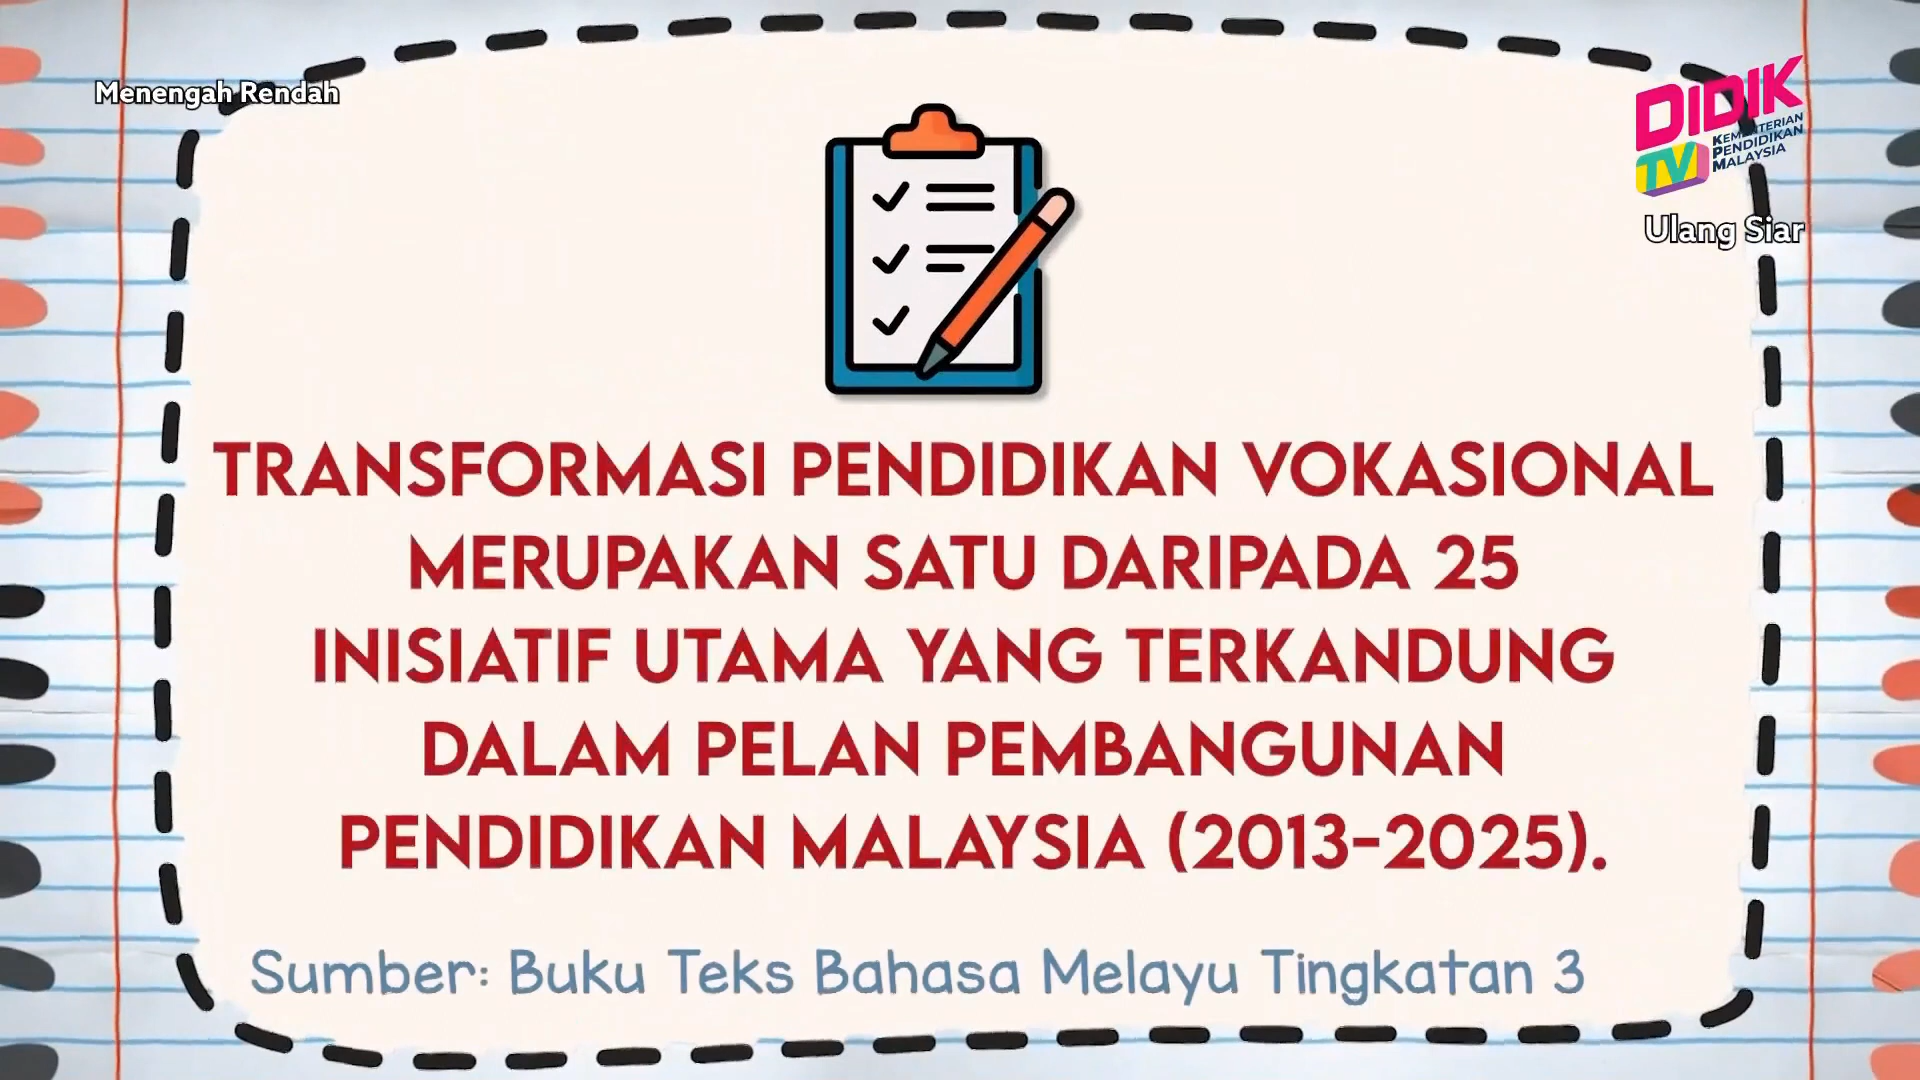 Menengah Rendah
DIDIK
TV
KEMENTERIAN
PENDIDIKAN
MALAYSIA
Ulang Siar
TRANSFORMASI PENDIDIKAN VOKASIONAL
MERUPAKAN SATU DARIPADA 25
INISIATIF UTAMA YANG TERKANDUNG
DALAM PELAN PEMBANGUNAN
PENDIDIKAN MALAYSIA (2013-2025).
Sumber: Buku Teks Bahasa Melayu Tingkatan 3